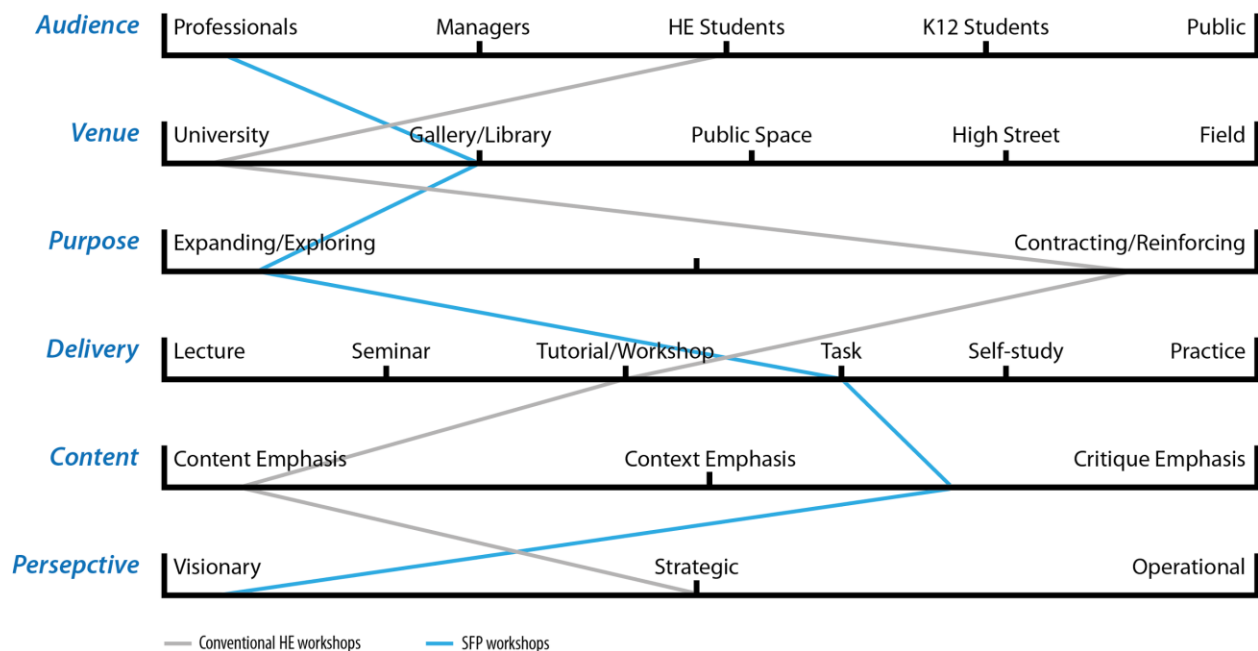 Audience Professionals Managers HE Students K12 Students Public
Venue University Gallery/Library Public Space High Street Field
Purpose Expanding/Exploring Contracting/Reinforcing
Delivery Lecture Seminar Tutorial/Workshop Task Self-study Practice
Content Content Emphasis Context Emphasis Critique Emphasis
Persepctive Visionary Strategic Operational
Conventional HE workshops SFP workshops